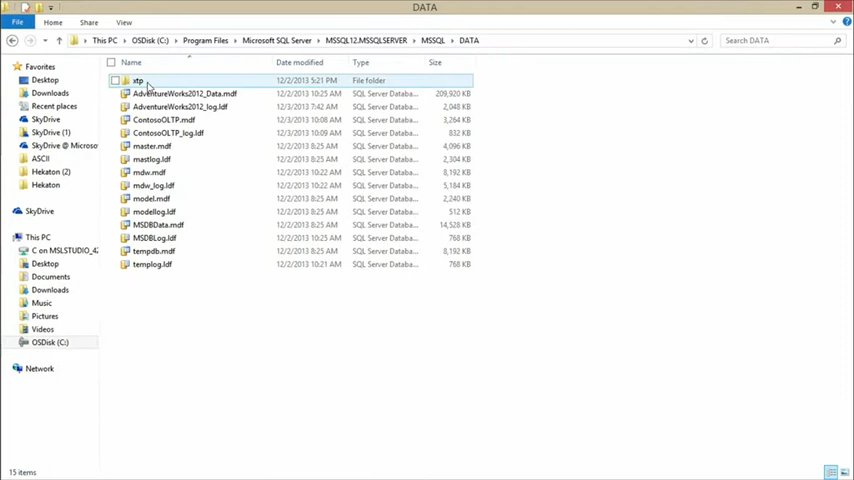 DATA
File Home Share View
This PC OSDisk (C:) Program Files Microsoft SQL Server MSSQL12.MSSQLSERVER MSSQL DATA
Search DATA
Name Date modified Type Size
Favorites
Desktop
Downloads
Recent places
SkyDrive
SkyDrive (1)
SkyDrive @ Microso
ASCII
Hekaton (2)
Hekaton
SkyDrive
This PC
C on MSLSTUDIO_42
Desktop
Documents
Downloads
Music
Pictures
Videos
OSDisk (C:)
Network
xtp 12/2/2013 5:21 PM File folder
AdventureWorks2012_Data.mdf 12/2/2013 10:25 AM SQL Server Databa... 209,920 KB
AdventureWorks2012_log.ldf 12/3/2013 7:42 AM SQL Server Databa... 2,048 KB
ContosoOLTP.mdf 12/3/2013 10:08 AM SQL Server Databa... 3,264 KB
ContosoOLTP_log.ldf 12/3/2013 10:09 AM SQL Server Databa... 832 KB
master.mdf 12/2/2013 8:25 AM SQL Server Databa... 4,096 KB
mastlog.ldf 12/2/2013 8:25 AM SQL Server Databa... 2,304 KB
mdw.mdf 12/2/2013 10:22 AM SQL Server Databa... 8,192 KB
mdw_log.ldf 12/2/2013 10:22 AM SQL Server Databa... 5,184 KB
model.mdf 12/2/2013 8:25 AM SQL Server Databa... 2,240 KB
modellog.ldf 12/2/2013 8:25 AM SQL Server Databa... 512 KB
MSDBData.mdf 12/2/2013 8:25 AM SQL Server Databa... 14,528 KB
MSDBLog.ldf 12/2/2013 10:25 AM SQL Server Databa... 768 KB
tempdb.mdf 12/2/2013 8:25 AM SQL Server Databa... 8,192 KB
templog.ldf 12/2/2013 10:21 AM SQL Server Databa... 768 KB
15 items